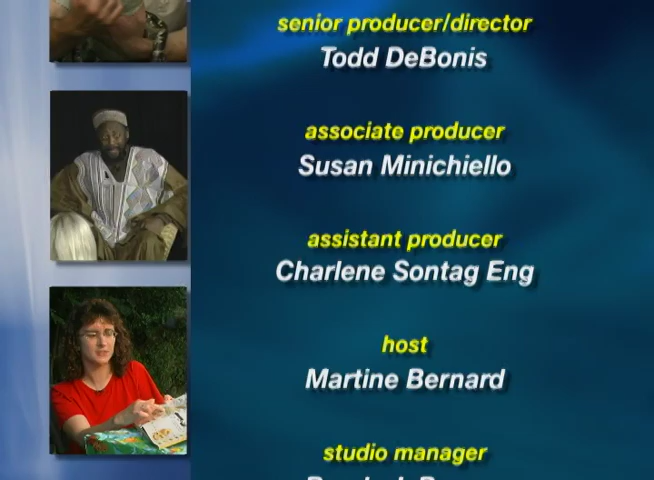 senior producer/director
Todd DeBonis
associate producer
Susan Minichiello
assistant producer
Charlene Sontag Eng
host
Martine Bernard
studio manager